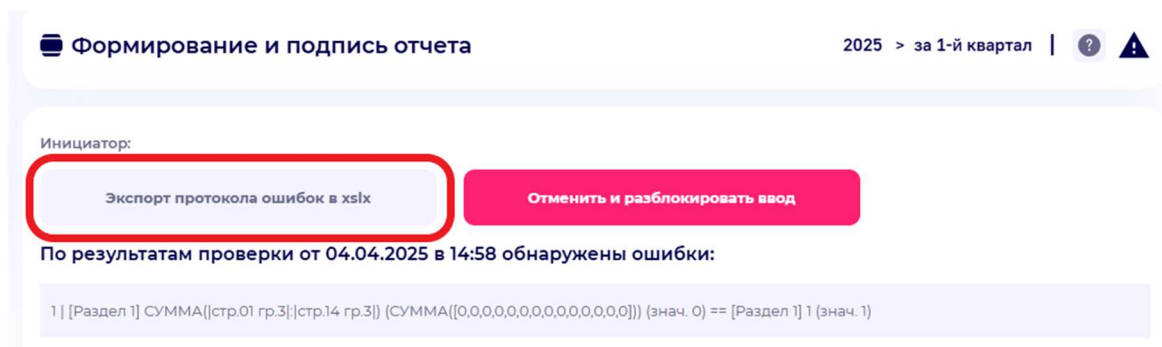 Формирование и подпись отчета
2025 > за 1-й квартал | ?
Инициатор:
Экспорт протокола ошибок в xslx
Отменить и разблокировать ввод
По результатам проверки от 04.04.2025 в 14:58 обнаружены ошибки:
1 | [Раздел 1] СУММА(|стр.01 гр.3|:|стр.14 гр.3|) (СУММА([0,0,0,0,0,0,0,0,0,0,0,0,0,0])) (знач. 0) == [Раздел 1] 1 (знач. 1)